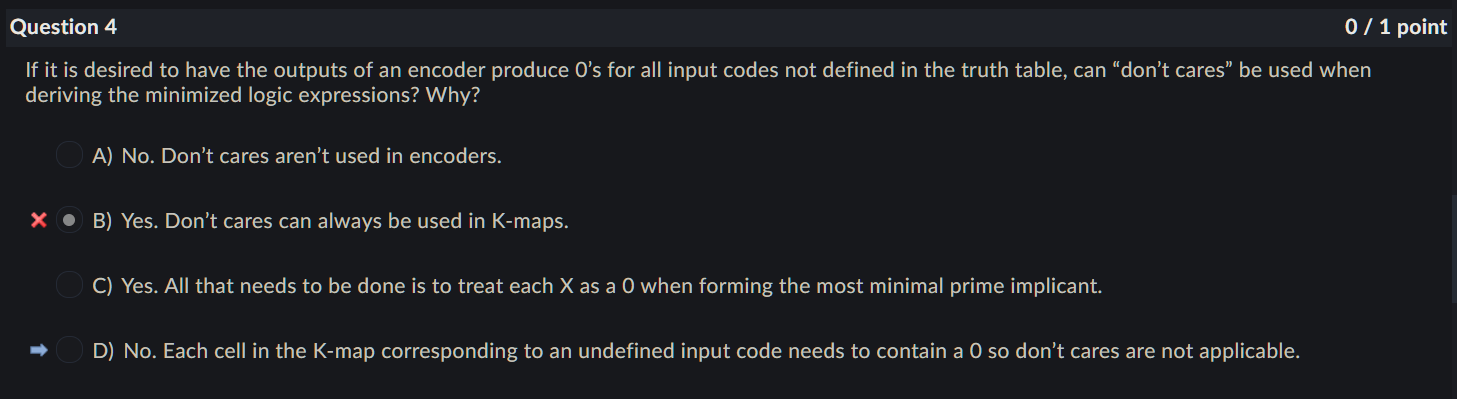 Question 4
0 / 1 point
If it is desired to have the outputs of an encoder produce 0’s for all input codes not defined in the truth table, can “don’t cares” be used when
deriving the minimized logic expressions? Why?
A) No. Don’t cares aren’t used in encoders.
B) Yes. Don’t cares can always be used in K-maps.
C) Yes. All that needs to be done is to treat each X as a 0 when forming the most minimal prime implicant.
D) No. Each cell in the K-map corresponding to an undefined input code needs to contain a 0 so don’t cares are not applicable.